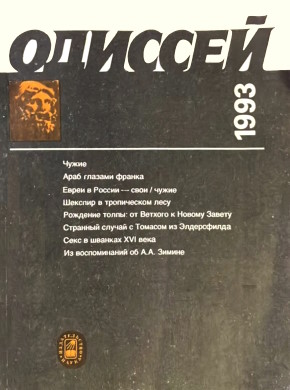 ОДИССЕЙ
1993
Чужие
Араб глазами франка
Евреи в России — свои / чужие
Шекспир в тропическом лесу
Рождение толпы: от Ветхого к Новому Завету
Странный случай с Томасом из Элдерсфилда
Секс в шванках XVI века
Из воспоминаний об А.А. Зимине